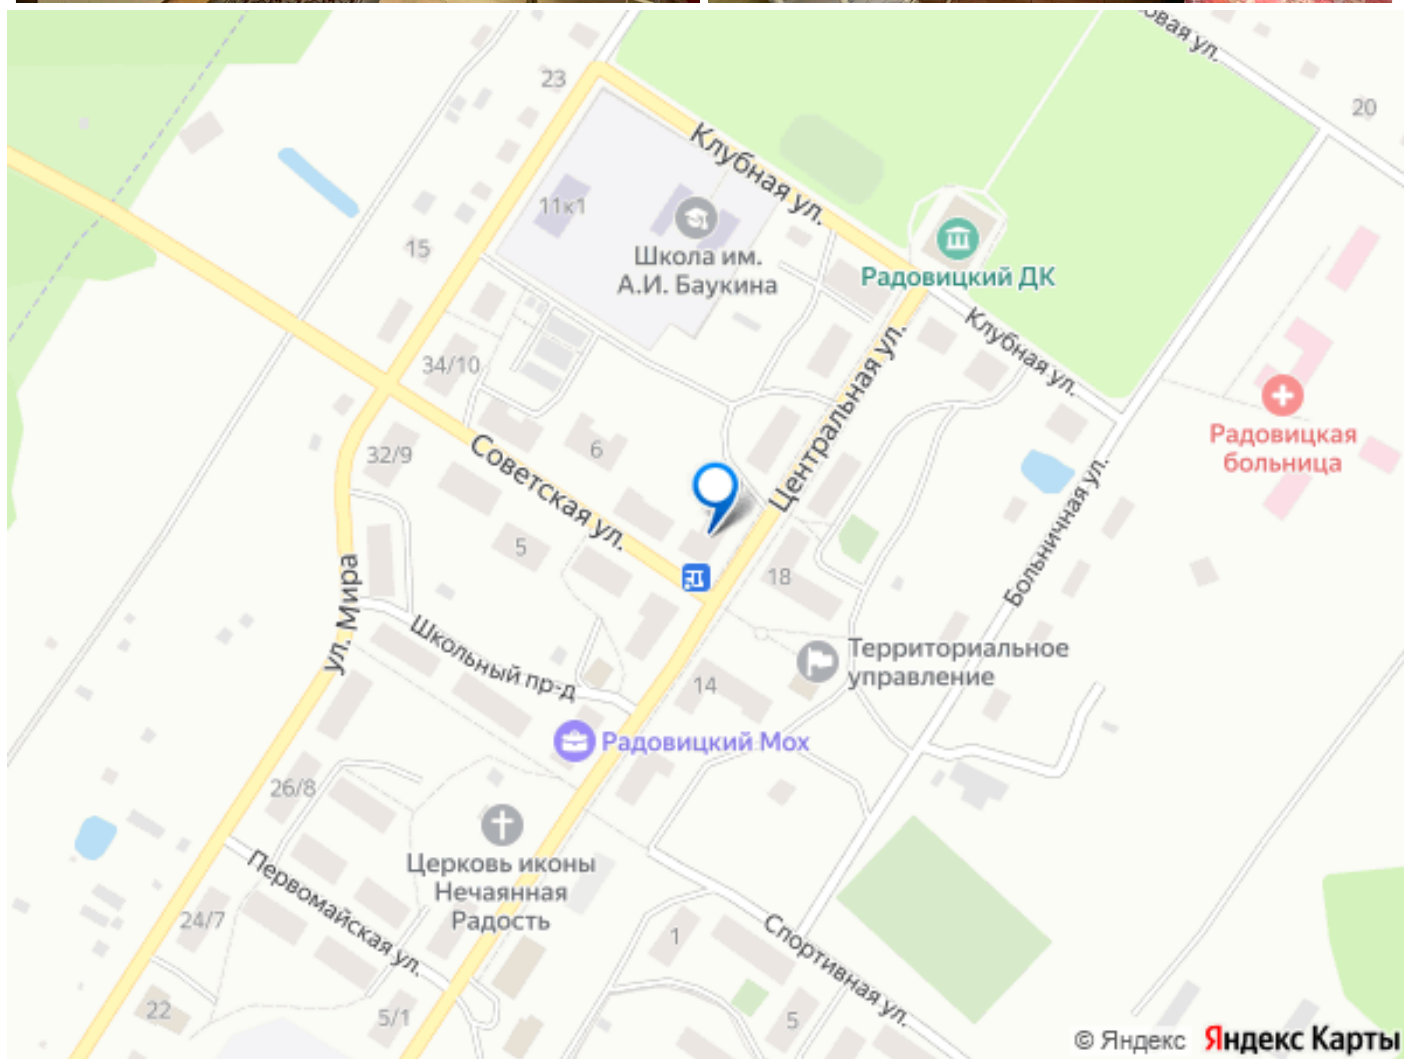 23
20
Клубная ул.
11к1
Школа им.
А.И. Баукина
15
Радовицкий ДК
Клубная ул.
34/10
Центральная ул.
Радовицкая
больница
32/9
Советская ул.
6
5
18
Больничная ул.
ул. Мира
Школьный пр-д
Территориальное
управление
14
Радовицкий Мох
26/8
Церковь иконы
Нечаянная
Радость
Первомайская ул.
24/7
1
Спортивная ул.
22
5/1
5
© Яндекс Яндекс Карты